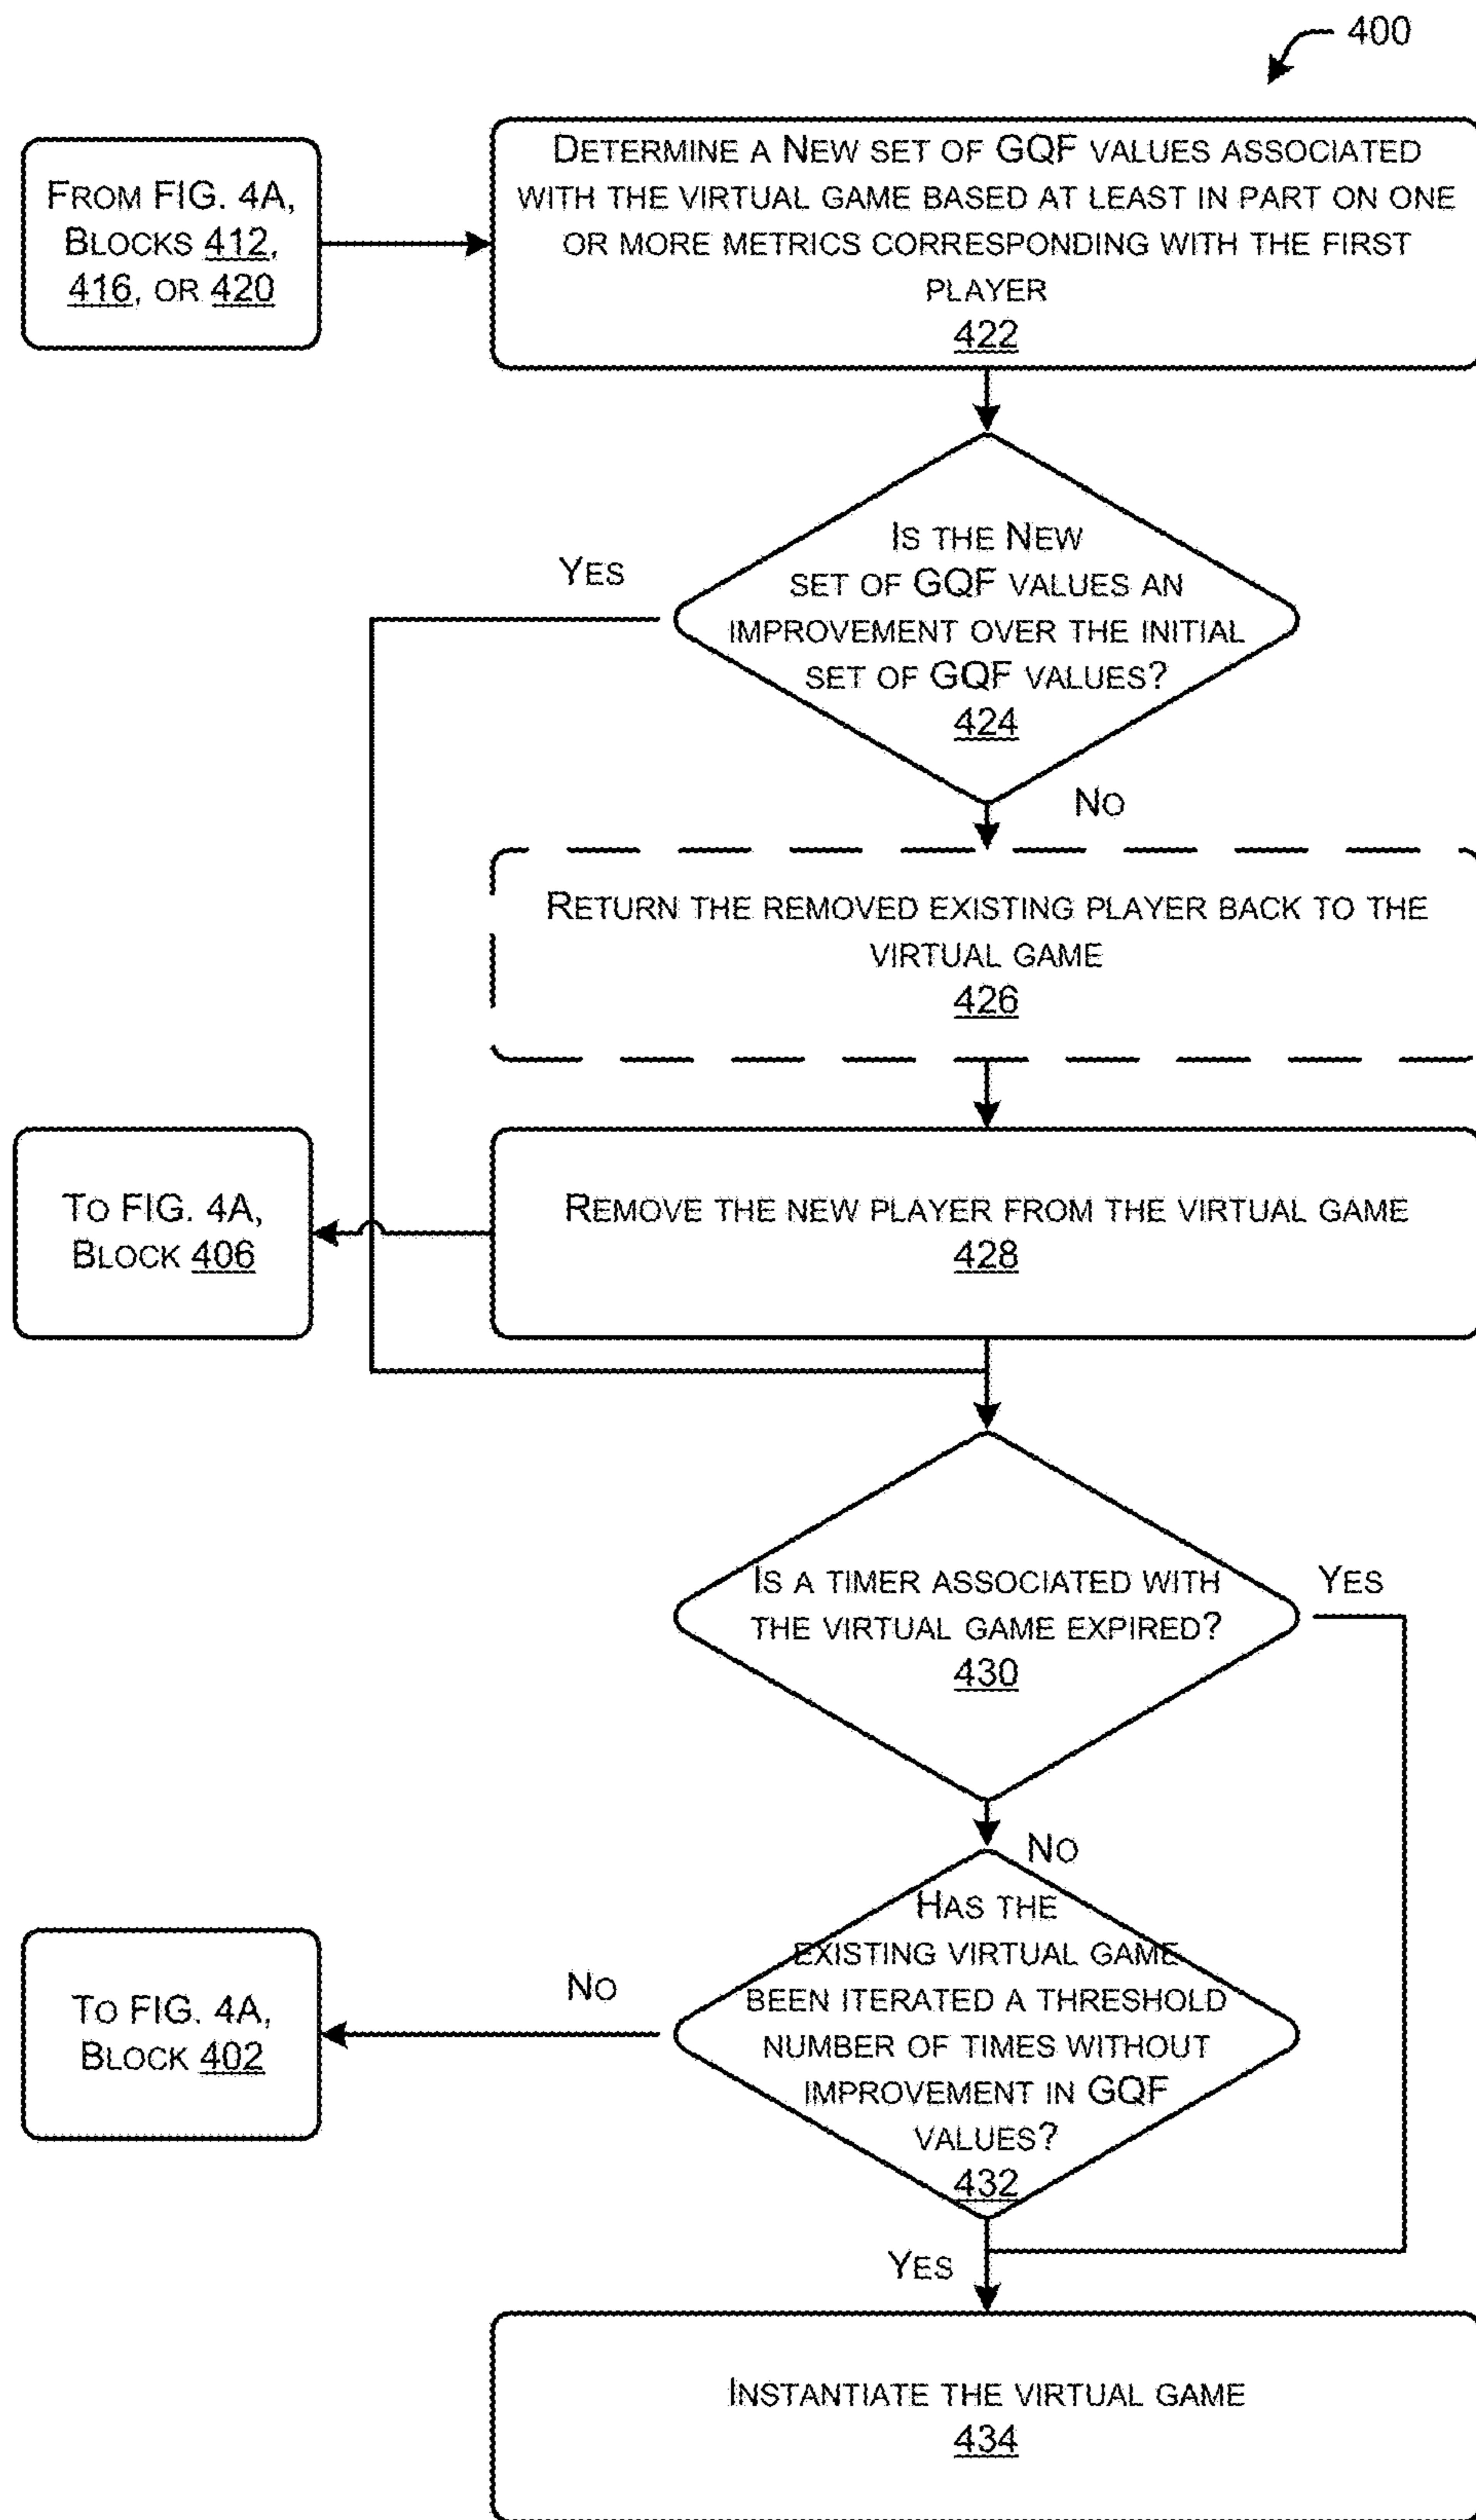 400
FROM FIG. 4A,
BLOCKS 412,
416, OR 420
DETERMINE A NEW SET OF GQF VALUES ASSOCIATED
WITH THE VIRTUAL GAME BASED AT LEAST IN PART ON ONE
OR MORE METRICS CORRESPONDING WITH THE FIRST
PLAYER
422
IS THE NEW
SET OF GQF VALUES AN
IMPROVEMENT OVER THE INITIAL
SET OF GQF VALUES?
424
YES
NO
RETURN THE REMOVED EXISTING PLAYER BACK TO THE
VIRTUAL GAME
426
TO FIG. 4A,
BLOCK 406
REMOVE THE NEW PLAYER FROM THE VIRTUAL GAME
428
IS A TIMER ASSOCIATED WITH
THE VIRTUAL GAME EXPIRED?
430
YES
NO
HAS THE
EXISTING VIRTUAL GAME
BEEN ITERATED A THRESHOLD
NUMBER OF TIMES WITHOUT
IMPROVEMENT IN GQF
VALUES?
432
NO
TO FIG. 4A,
BLOCK 402
YES
INSTANTIATE THE VIRTUAL GAME
434